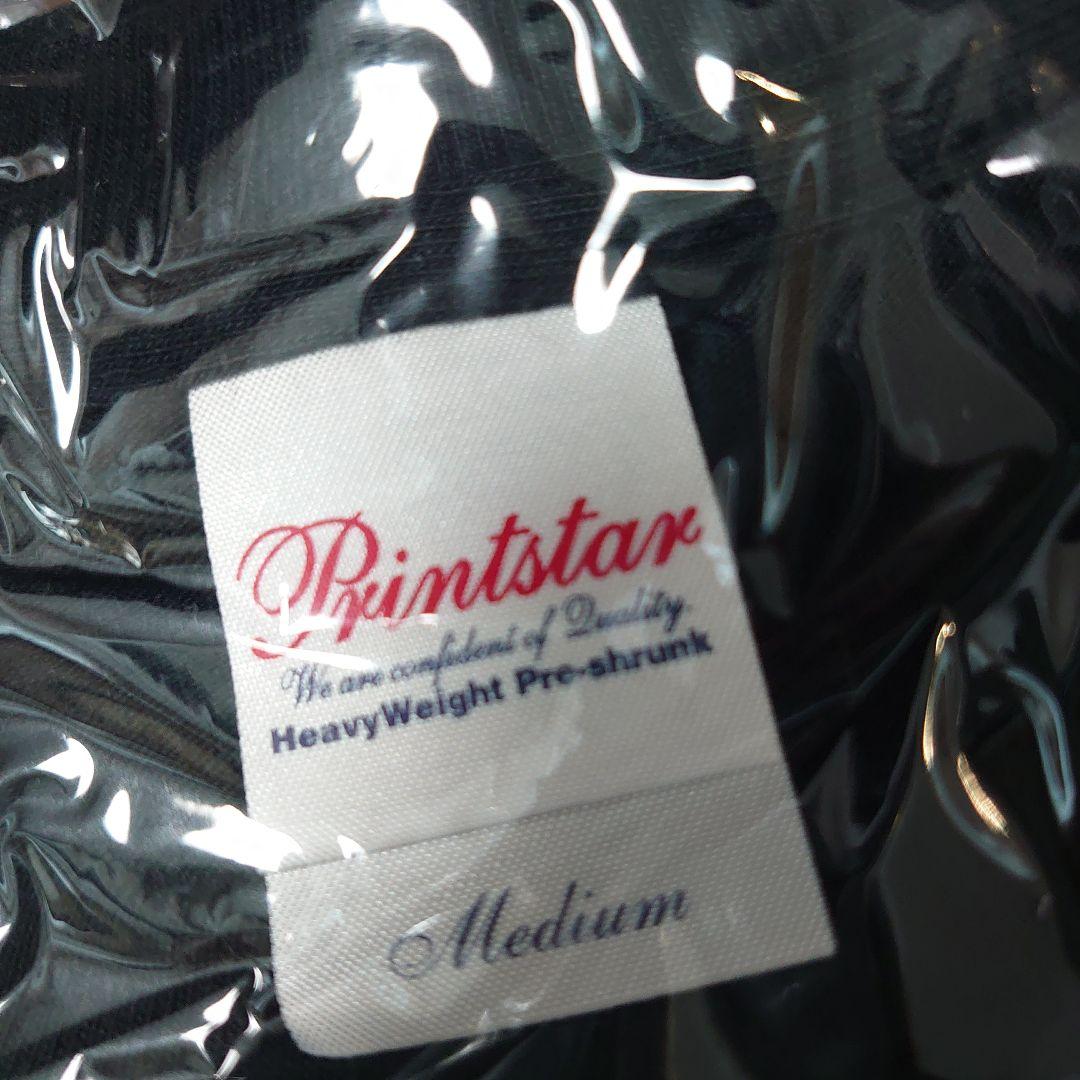 Printstar
We are confident of Quality.
HeavyWeight Pre-shrunk
Medium